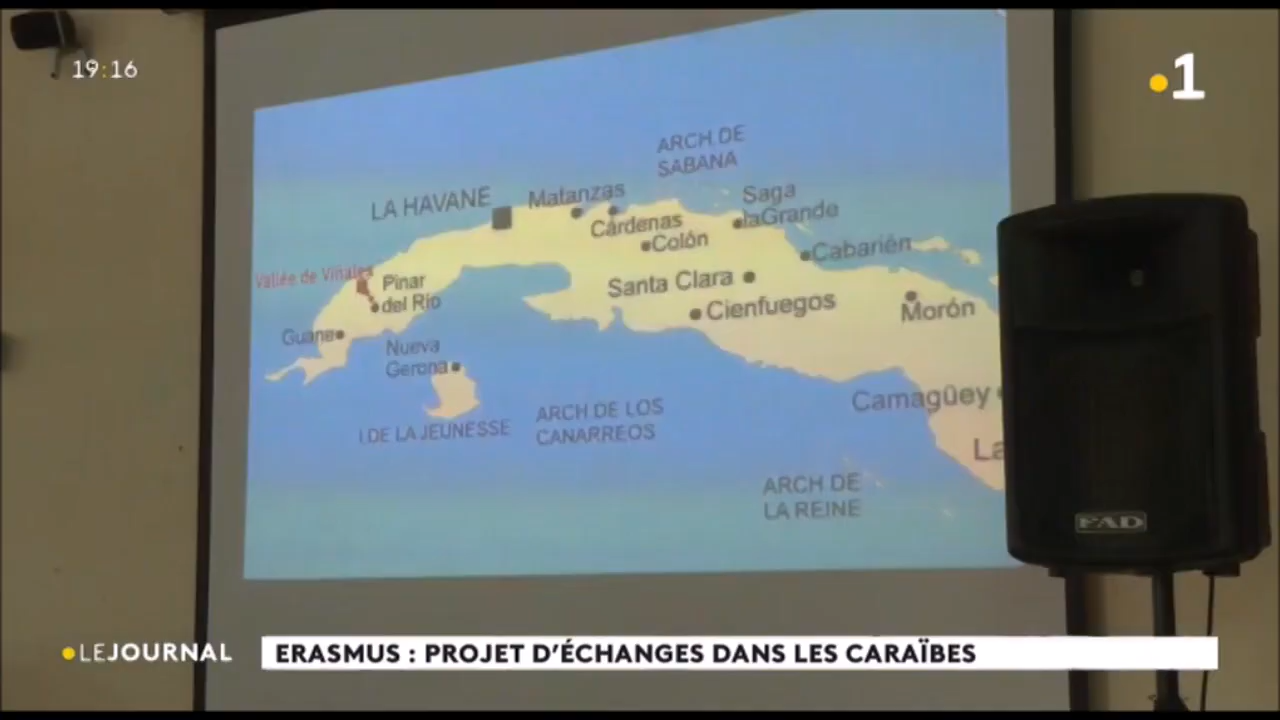 19:16
1
ARCH DE
SABANA
LA HAVANE
Matanzas
Saga
laGrande
Cárdenas
Colón
Cabarién
Vallée de Viñales
Pinar
del Rio
Santa Clara
Cienfuegos
Morón
Guane
Nueva
Gerona
Camagüey
I.DE LA JEUNESSE
ARCH DE LOS
CANARREOS
La
ARCH DE
LA REINE
FAD
LEJOURNAL
ERASMUS : PROJET D'ÉCHANGES DANS LES CARAÏBES